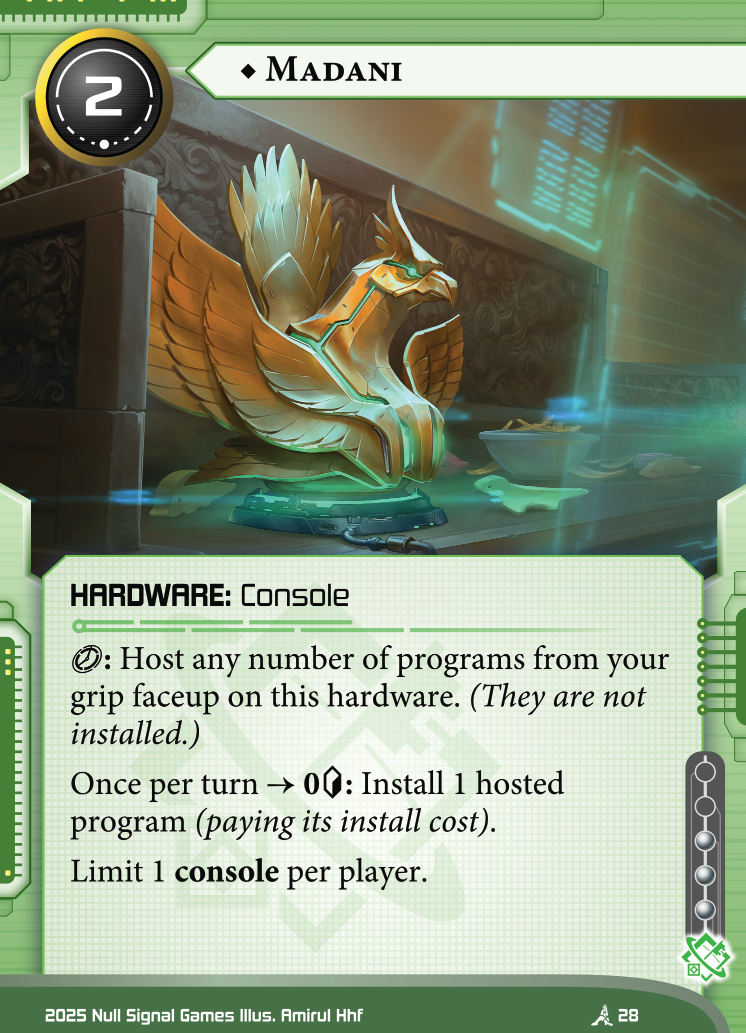 2
◆ Madani
HARDWARE: Console
: Host any number of programs from your
grip faceup on this hardware. (They are not
installed.)
Once per turn → 0: Install 1 hosted
program (paying its install cost).
Limit 1 console per player.
2025 Null Signal Games Illus. Amirul Hhf
28